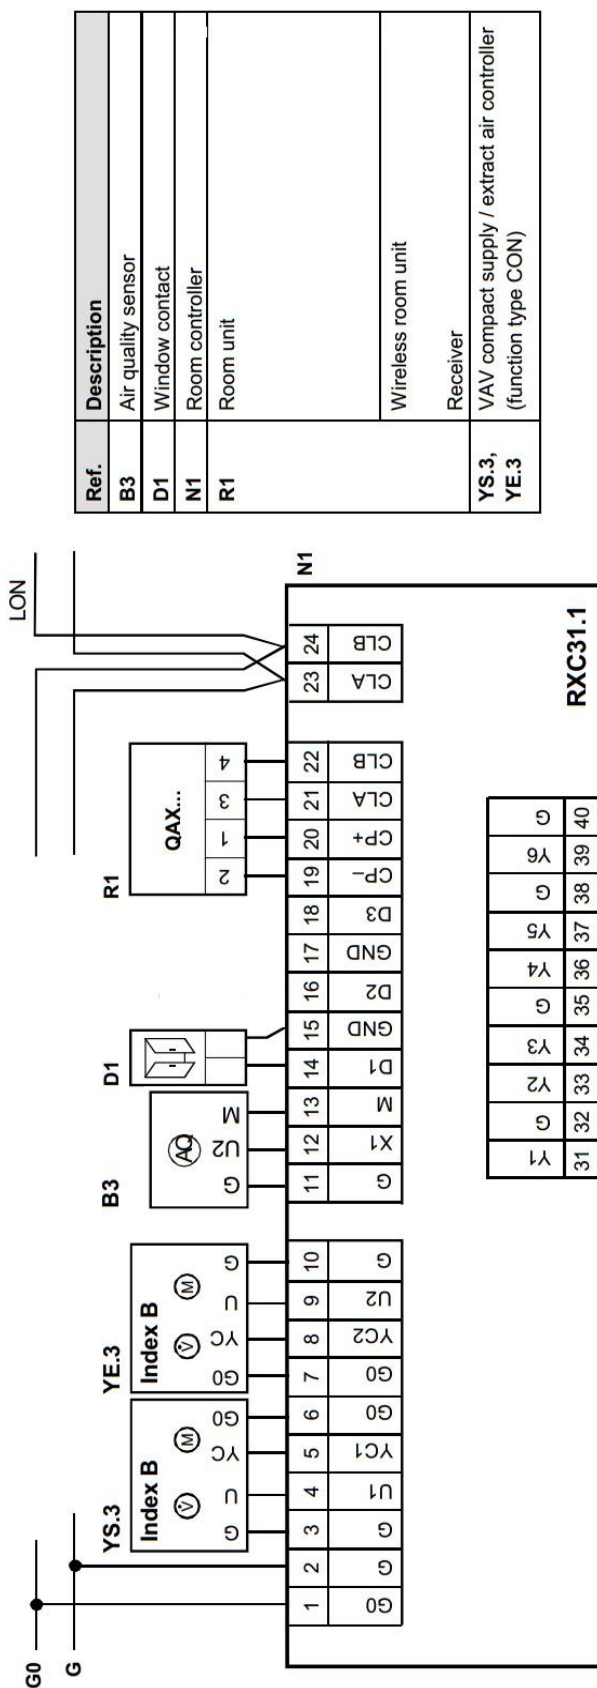 LON
G0
G
YS.3
YE.3
B3
D1
R1
N1
Index B
V
M
G
U
YC
G0
Index B
V
M
G0
YC
U
G
AQ
G
U2
M
QAX...
2
1
3
4
1 2 3 4 5 6 7 8 9 10 11 12 13 14 15 16 17 18 19 20 21 22 23 24
G0 G G U1 YC1 G0 G0 YC2 U2 G G X1 M D1 GND D2 GND D3 CP− CP+ CLA CLB CLA CLB
Y1 G Y2 Y3 G Y4 Y5 G Y6 G
31 32 33 34 35 36 37 38 39 40
RXC31.1
Ref. Description
B3 Air quality sensor
D1 Window contact
N1 Room controller
R1 Room unit
Wireless room unit
Receiver
YS.3, VAV compact supply / extract air controller
YE.3 (function type CON)